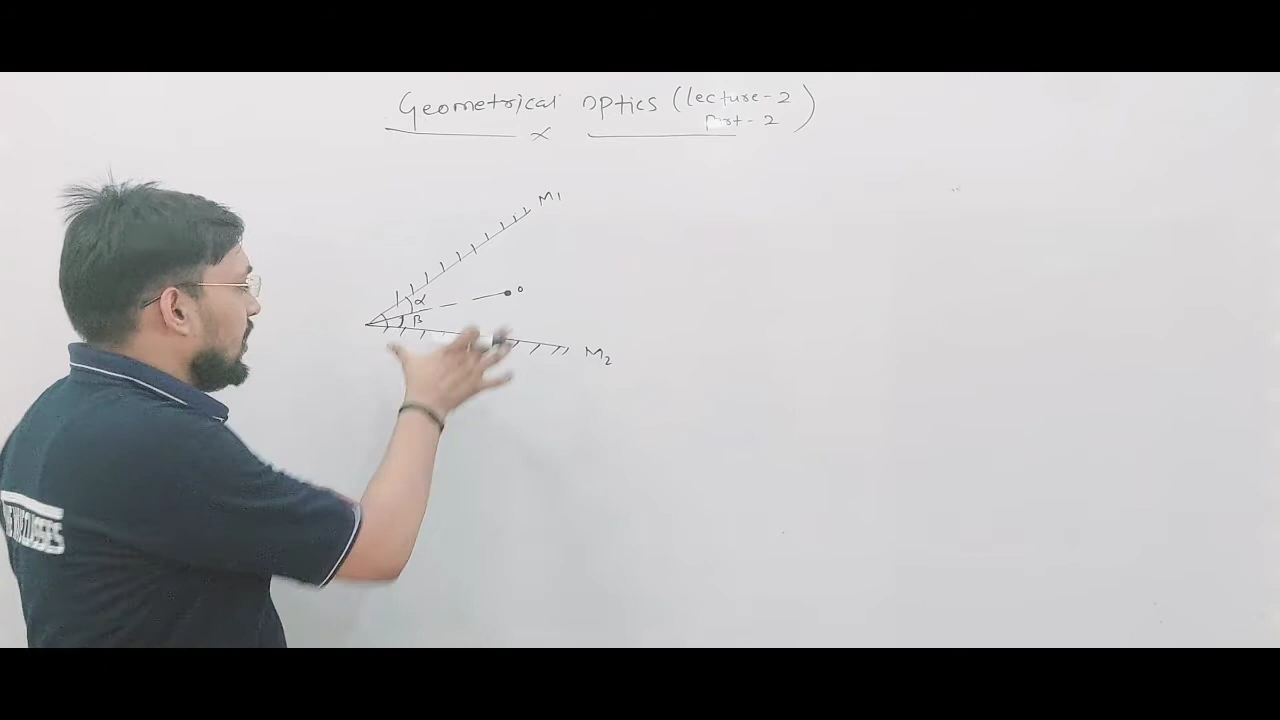 Geometrical Optics (lecture-2
Part-2 )
M1
α
O
β
M2